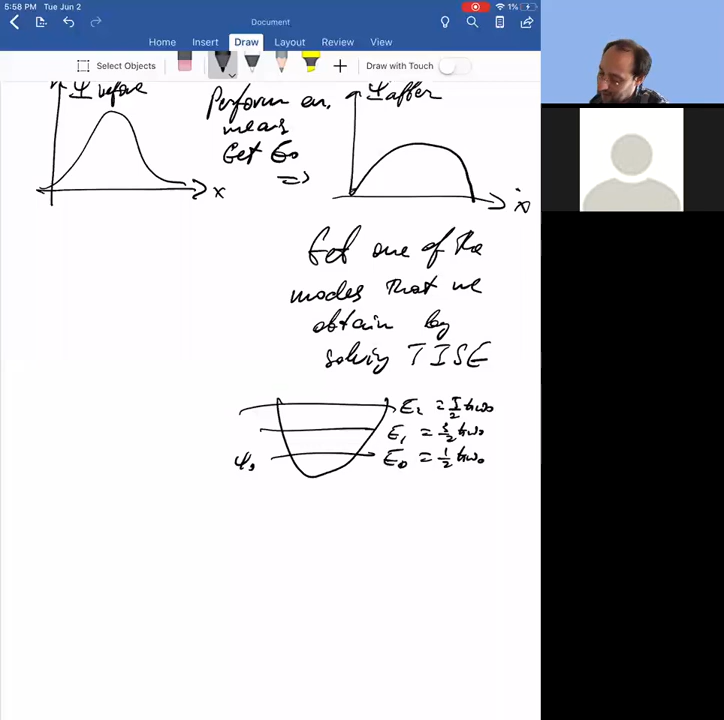 5:58 PM Tue Jun 2
1%
Document
Home Insert Draw Layout Review View
Select Objects
Draw with Touch
Ψ before
Perform en.
meas
Get E₀
⇒
Ψ after
x
x
Get one of the
modes that we
obtain by
solving TISE
E₂ = 5/2 ħω₀
E₁ = 3/2 ħω₀
ψ₀ E₀ = 1/2 ħω₀